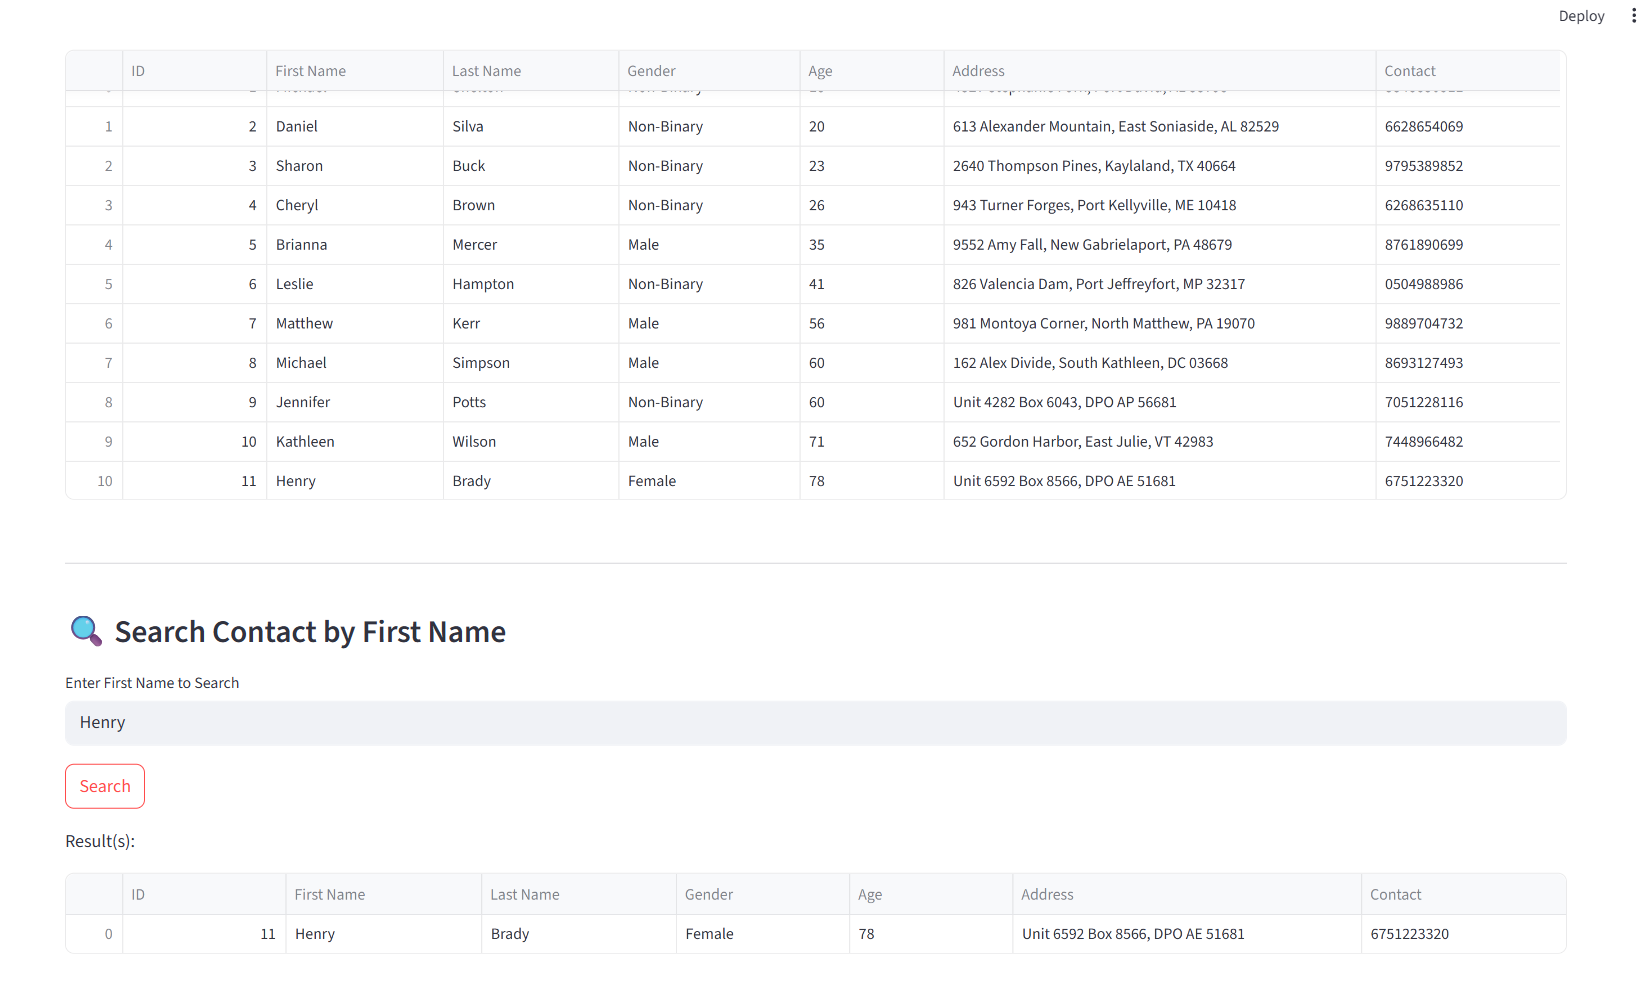 Deploy
ID First Name Last Name Gender Age Address Contact
1 2 Daniel Silva Non-Binary 20 613 Alexander Mountain, East Soniaside, AL 82529 6628654069
2 3 Sharon Buck Non-Binary 23 2640 Thompson Pines, Kaylaland, TX 40664 9795389852
3 4 Cheryl Brown Non-Binary 26 943 Turner Forges, Port Kellyville, ME 10418 6268635110
4 5 Brianna Mercer Male 35 9552 Amy Fall, New Gabrielaport, PA 48679 8761890699
5 6 Leslie Hampton Non-Binary 41 826 Valencia Dam, Port Jeffreyfort, MP 32317 0504988986
6 7 Matthew Kerr Male 56 981 Montoya Corner, North Matthew, PA 19070 9889704732
7 8 Michael Simpson Male 60 162 Alex Divide, South Kathleen, DC 03668 8693127493
8 9 Jennifer Potts Non-Binary 60 Unit 4282 Box 6043, DPO AP 56681 7051228116
9 10 Kathleen Wilson Male 71 652 Gordon Harbor, East Julie, VT 42983 7448966482
10 11 Henry Brady Female 78 Unit 6592 Box 8566, DPO AE 51681 6751223320
Search Contact by First Name
Enter First Name to Search
Henry
Search
Result(s):
ID First Name Last Name Gender Age Address Contact
0 11 Henry Brady Female 78 Unit 6592 Box 8566, DPO AE 51681 6751223320